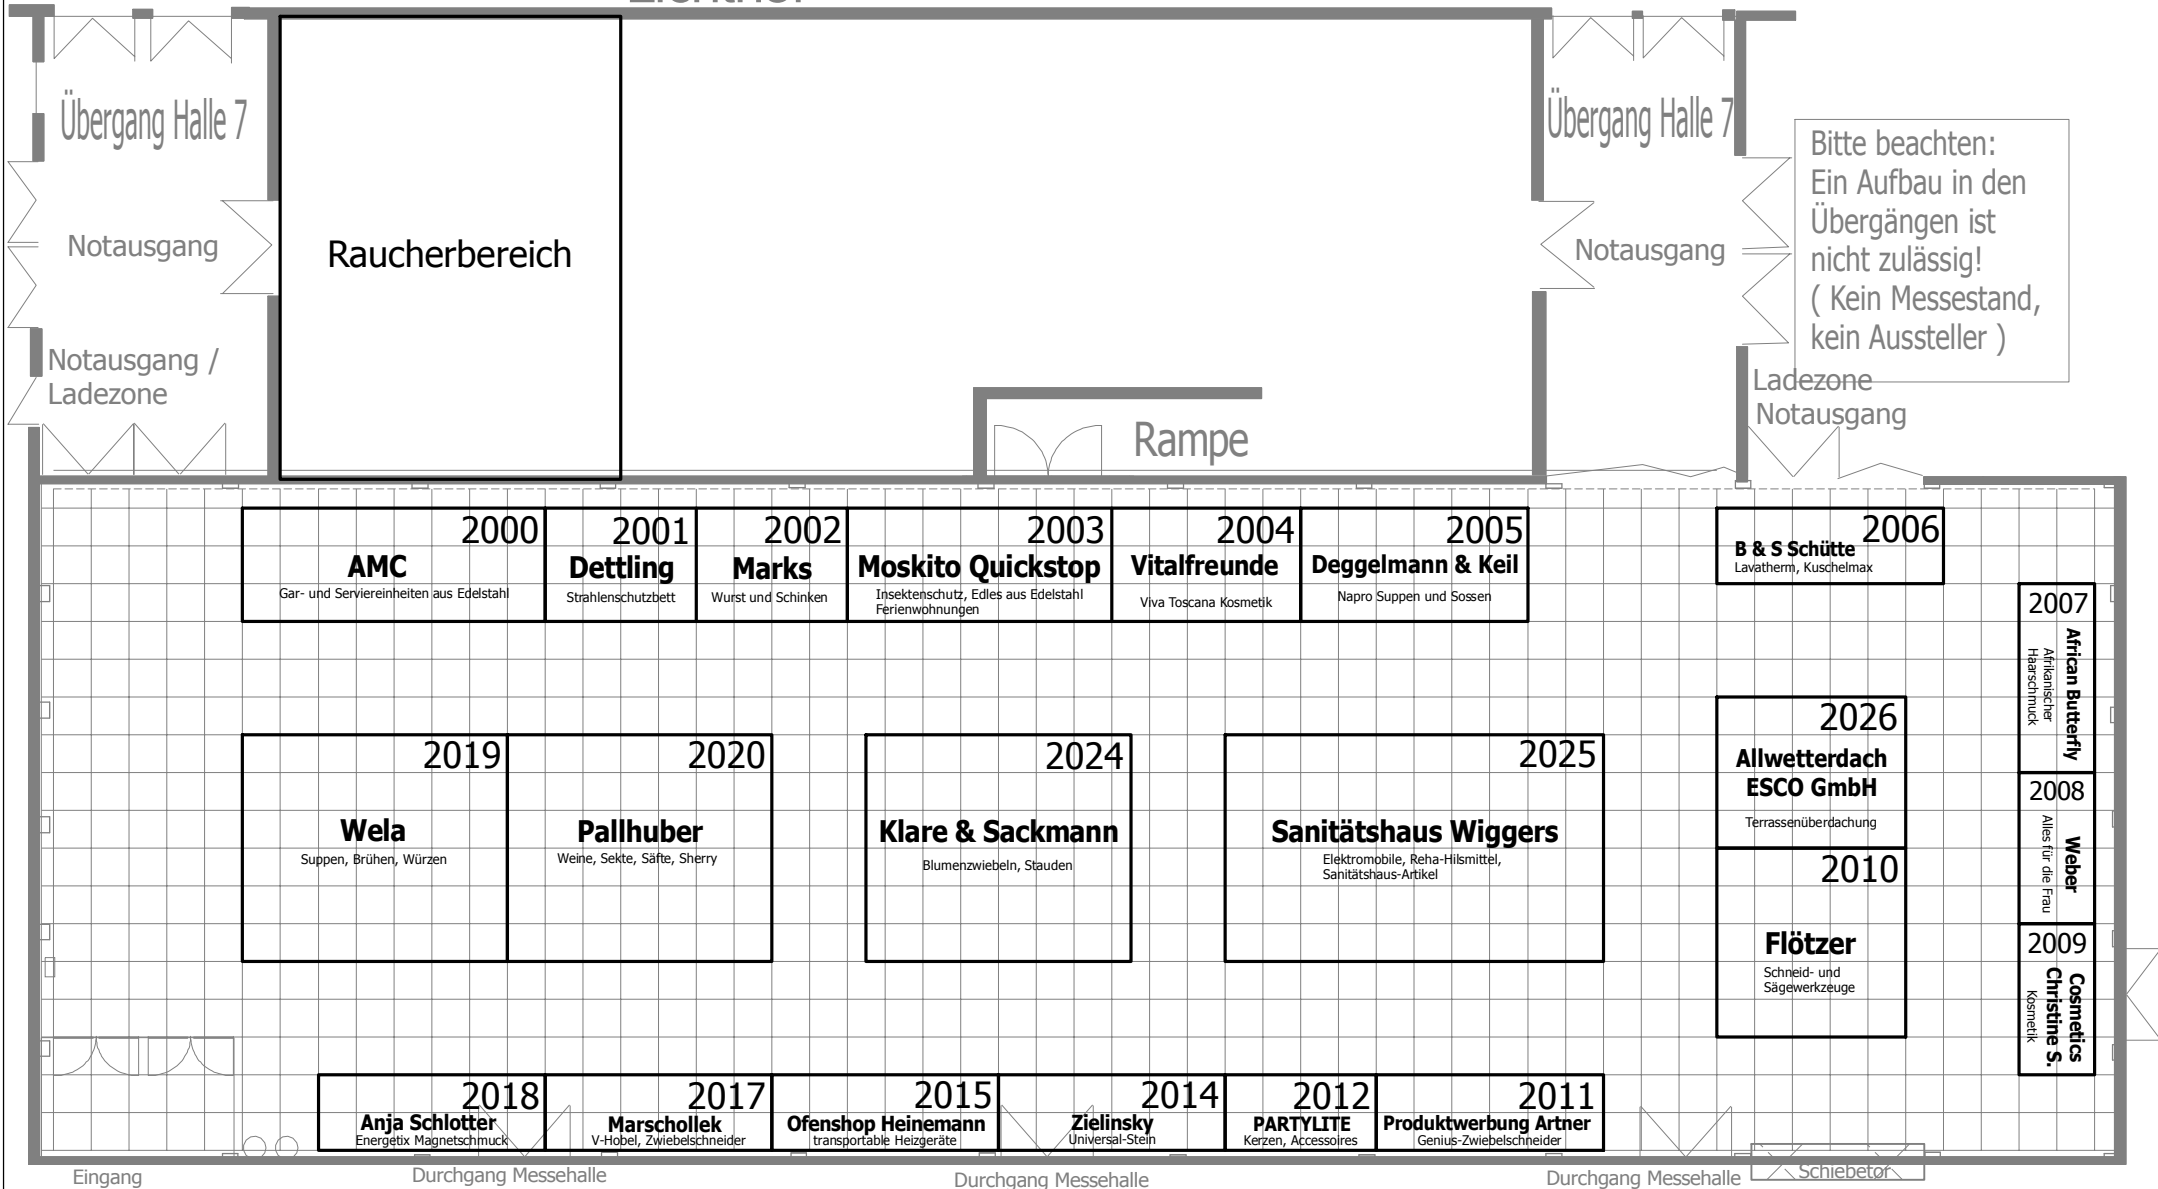 Lichthof
Übergang Halle 7
Übergang Halle 7
Bitte beachten:
Ein Aufbau in den
Übergängen ist
nicht zulässig!
( Kein Messestand,
kein Aussteller )
Notausgang
Raucherbereich
Notausgang
Notausgang /
Ladezone
Ladezone
Notausgang
Rampe
2000
AMC
Gar- und Serviereinheiten aus Edelstahl
2001
Dettling
Strahlenschutzbett
2002
Marks
Wurst und Schinken
2003
Moskito Quickstop
Insektenschutz, Edles aus Edelstahl
Ferienwohnungen
2004
Vitalfreunde
Viva Toscana Kosmetik
2005
Deggelmann & Keil
Napro Suppen und Sossen
2006
B & S Schütte
Lavatherm, Kuschelmax
2007
African Butterfly
Afrikanischer
Haarschmuck
2008
Weber
Alles für die Frau
2009
Cosmetics
Christine S.
Kosmetik
2019
Wela
Suppen, Brühen, Würzen
2020
Pallhuber
Weine, Sekte, Säfte, Sherry
2024
Klare & Sackmann
Blumenzwiebeln, Stauden
2025
Sanitätshaus Wiggers
Elektromobile, Reha-Hilsmittel,
Sanitätshaus-Artikel
2026
Allwetterdach
ESCO GmbH
Terrassenüberdachung
2010
Flötzer
Schneid- und
Sägewerkzeuge
2018
Anja Schlotter
Energetix Magnetschmuck
2017
Marschollek
V-Hobel, Zwiebelschneider
2015
Ofenshop Heinemann
transportable Heizgeräte
2014
Zielinsky
Universal-Stein
2012
PARTYLITE
Kerzen, Accessoires
2011
Produktwerbung Artner
Genius-Zwiebelschneider
Eingang
Durchgang Messehalle
Durchgang Messehalle
Durchgang Messehalle
Schiebetor